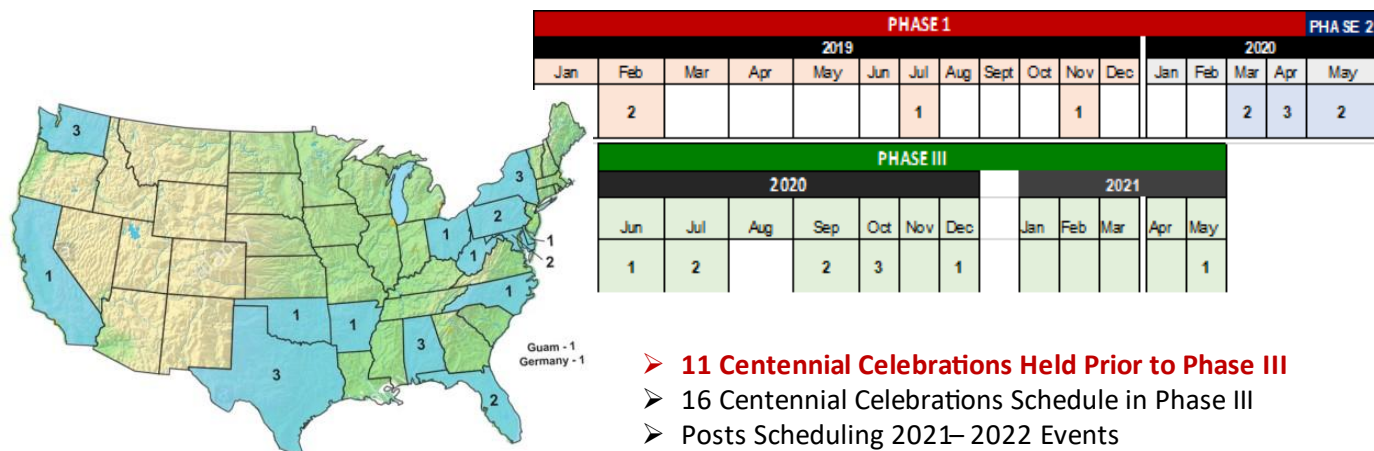 PHASE 1 PHASE 2
2019 2020
Jan Feb Mar Apr May Jun Jul Aug Sept Oct Nov Dec Jan Feb Mar Apr May
2 1 1 2 3 2
PHASE III
2020 2021
Jun Jul Aug Sep Oct Nov Dec Jan Feb Mar Apr May
1 2 2 3 1 1
3
3
2
1
1
1
2
1
1
1
1
3
3
2
Guam - 1
Germany - 1
➢ 11 Centennial Celebrations Held Prior to Phase III
➢ 16 Centennial Celebrations Schedule in Phase III
➢ Posts Scheduling 2021– 2022 Events